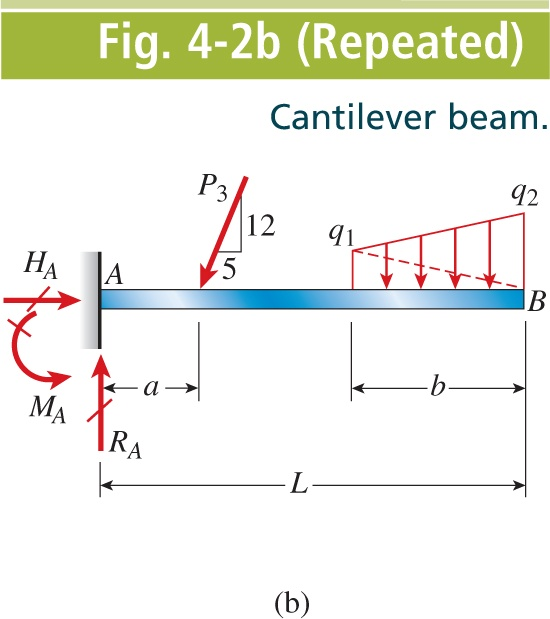 Fig. 4-2b (Repeated)
Cantilever beam.
P3
12
5
q1
q2
HA
A
B
MA
RA
a
b
L
(b)